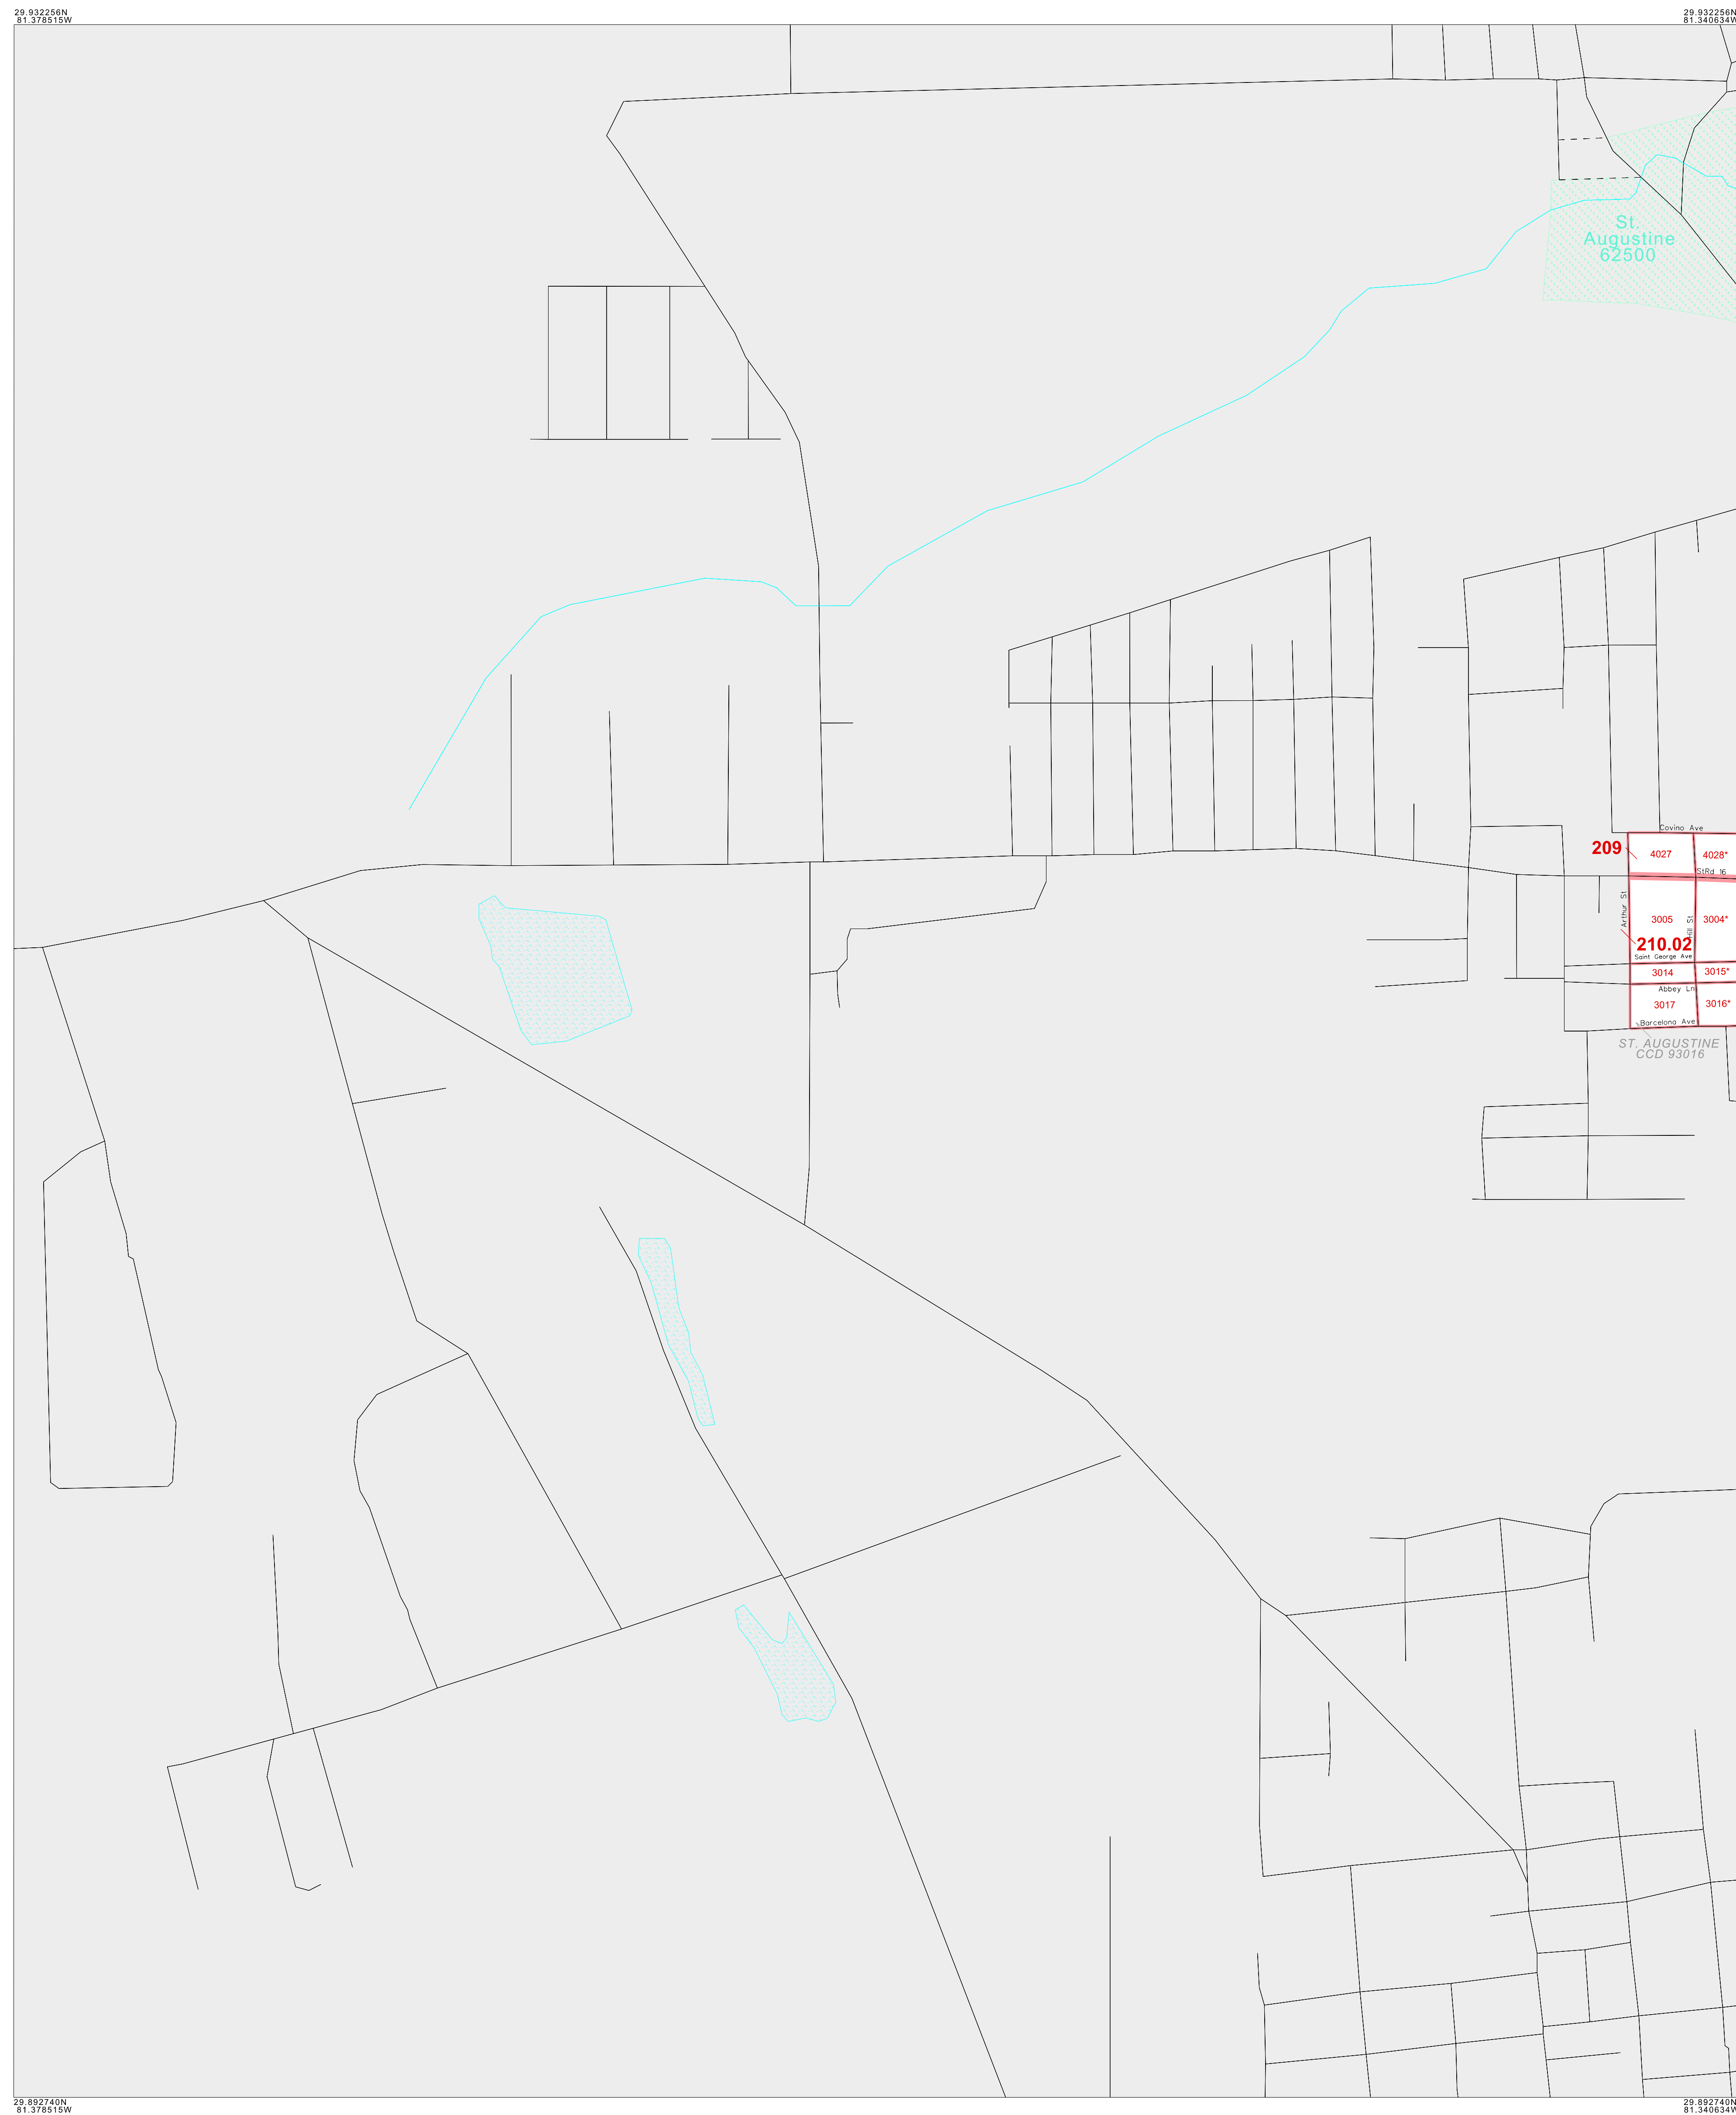 29.932256N
81.378515W
29.932256N
81.340634W
St.
Augustine
62500
Covino Ave
209
4027
4028*
StRd 16
Arthur St
3005
Hill St
3004*
210.02
Saint George Ave
3014
3015*
Abbey Ln
3017
3016*
Barcelona Ave
ST. AUGUSTINE
CCD 93016
29.892740N
81.378515W
29.892740N
81.340634W